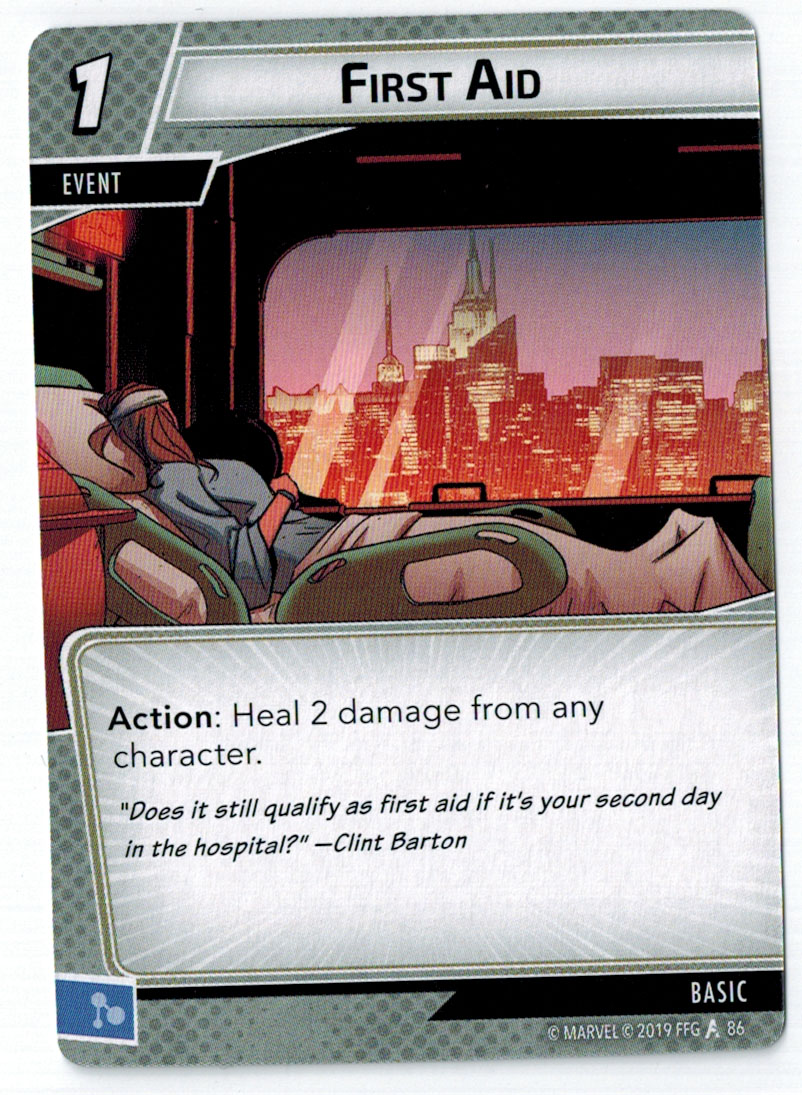 1
First Aid
EVENT
Action: Heal 2 damage from any
character.
"Does it still qualify as first aid if it's your second day
in the hospital?" —Clint Barton
BASIC
© MARVEL © 2019 FFG 86